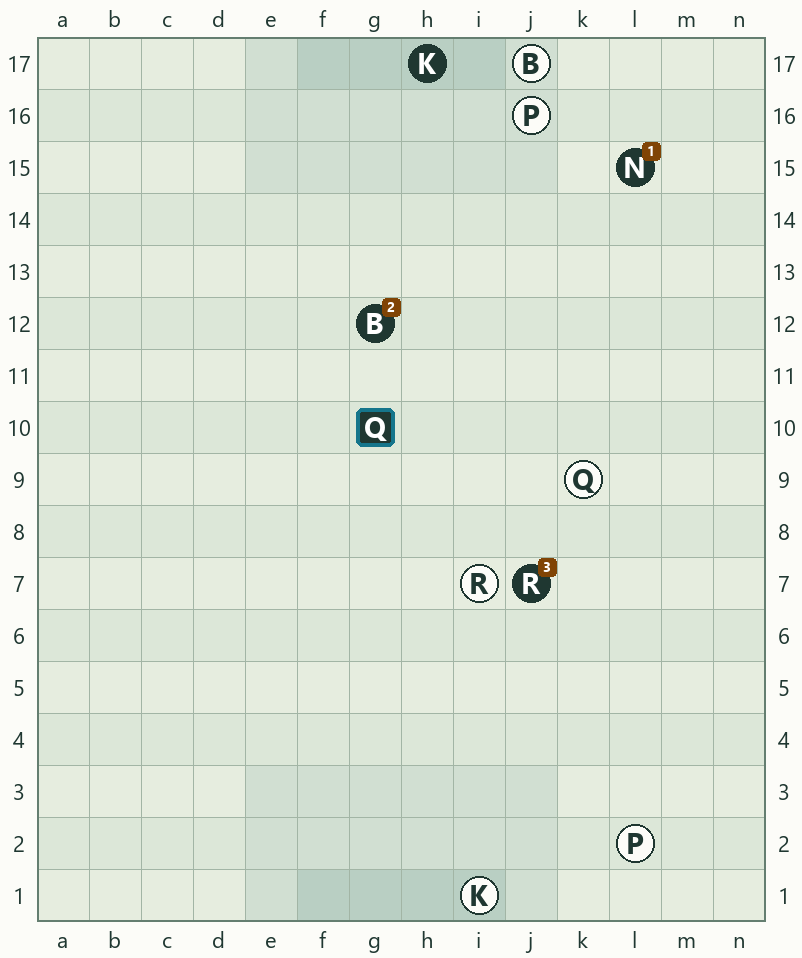 a b c d e f g h i j k l m n
17 K B 17
16 P 16
15 N 1 15
14 14
13 13
12 B 2 12
11 11
10 Q 10
9 Q 9
8 8
7 R R 3 7
6 6
5 5
4 4
3 3
2 P 2
1 K 1
a b c d e f g h i j k l m n